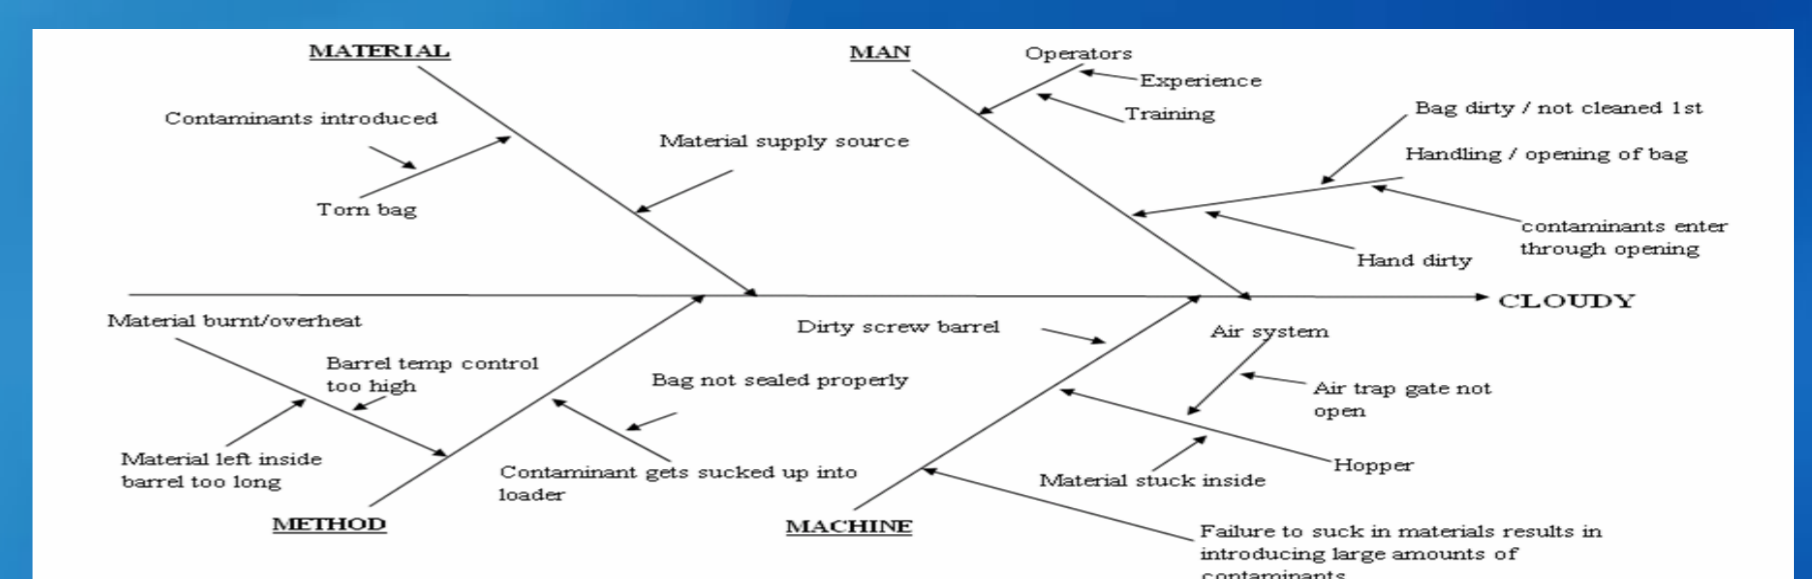 MATERIAL
MAN
Operators
Experience
Training
Contaminants introduced
Material supply source
Bag dirty / not cleaned 1st
Handling / opening of bag
Torn bag
contaminants enter
through opening
Hand dirty
CLOUDY
Material burnt/overheat
Dirty screw barrel
Air system
Barrel temp control
too high
Bag not sealed properly
Air trap gate not
open
Material left inside
barrel too long
Contaminant gets sucked up into
loader
Hopper
Material stuck inside
METHOD
MACHINE
Failure to suck in materials results in
introducing large amounts of
contaminants